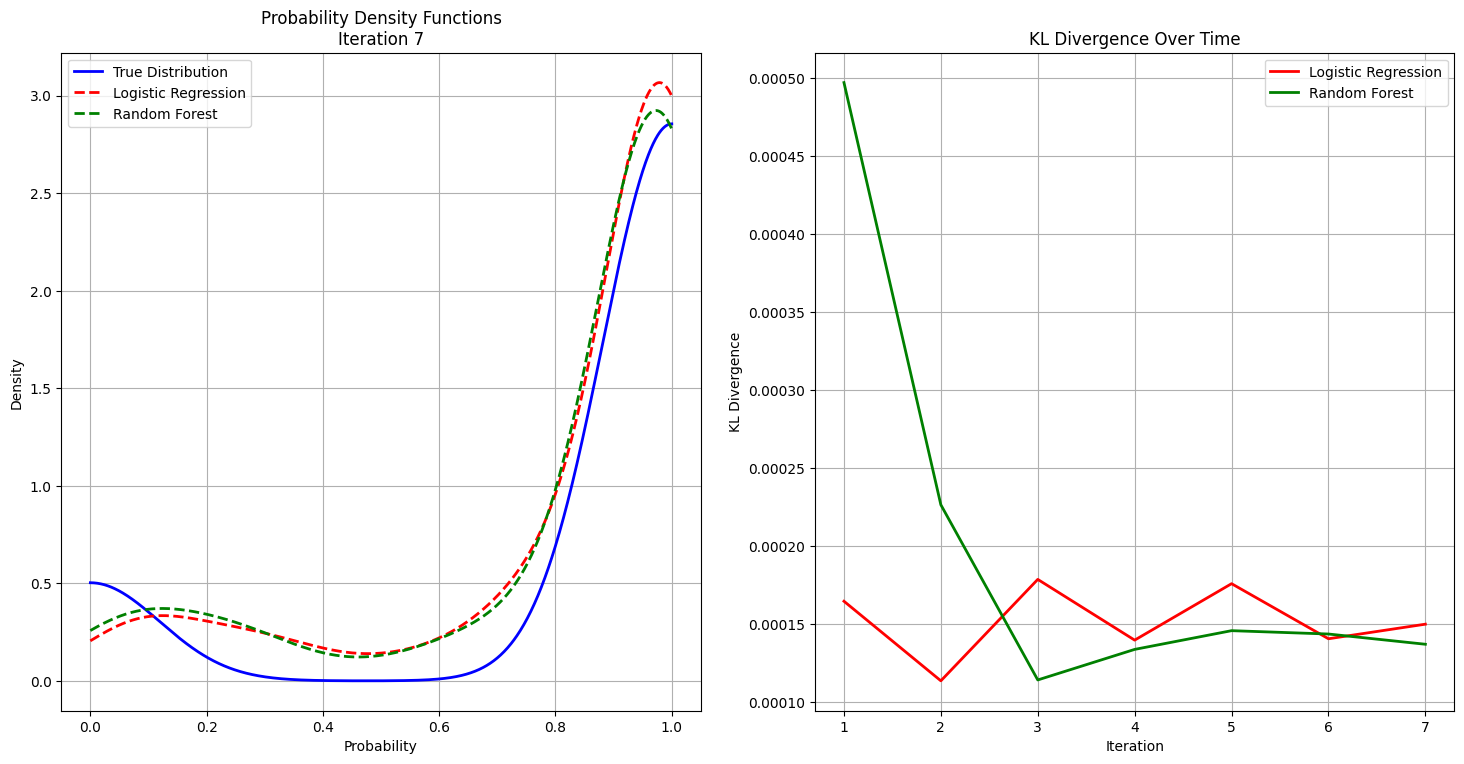 Probability Density Functions
Iteration 7
True Distribution
Logistic Regression
Random Forest
3.0
2.5
2.0
1.5
1.0
0.5
0.0
Density
0.0 0.2 0.4 0.6 0.8 1.0
Probability
KL Divergence Over Time
Logistic Regression
Random Forest
0.00050
0.00045
0.00040
0.00035
0.00030
0.00025
0.00020
0.00015
0.00010
KL Divergence
1 2 3 4 5 6 7
Iteration